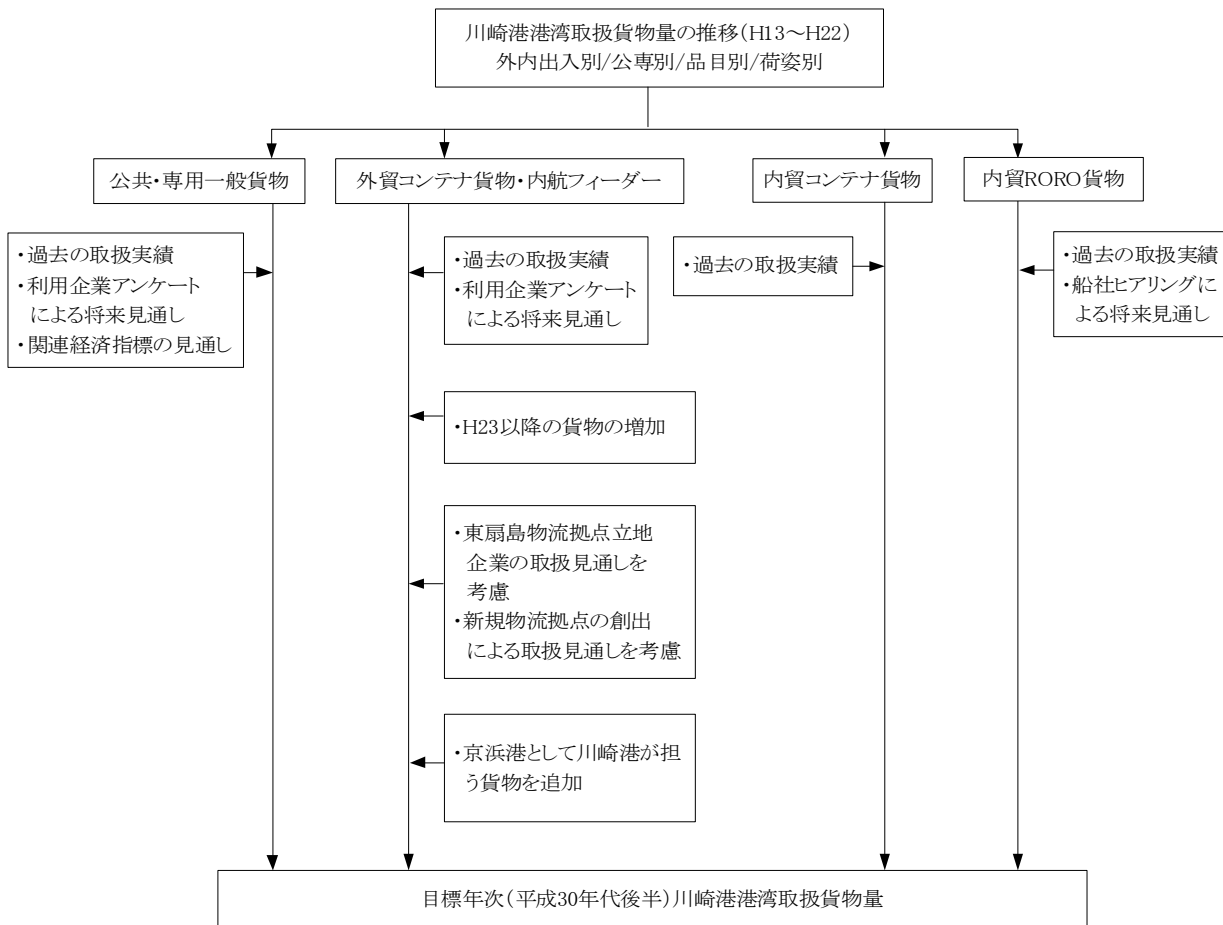 川崎港港湾取扱貨物量の推移(H13～H22)
外内出入別/公専別/品目別/荷姿別
公共・専用一般貨物
外貿コンテナ貨物・内航フィーダー
内貿コンテナ貨物
内貿RORO貨物
・過去の取扱実績
・利用企業アンケート
による将来見通し
・関連経済指標の見通し
・過去の取扱実績
・利用企業アンケート
による将来見通し
・過去の取扱実績
・過去の取扱実績
・船社ヒアリングに
よる将来見通し
・H23以降の貨物の増加
・東扇島物流拠点立地
企業の取扱見通しを
考慮
・新規物流拠点の創出
による取扱見通しを考慮
・京浜港として川崎港が担
う貨物を追加
目標年次(平成30年代後半)川崎港港湾取扱貨物量